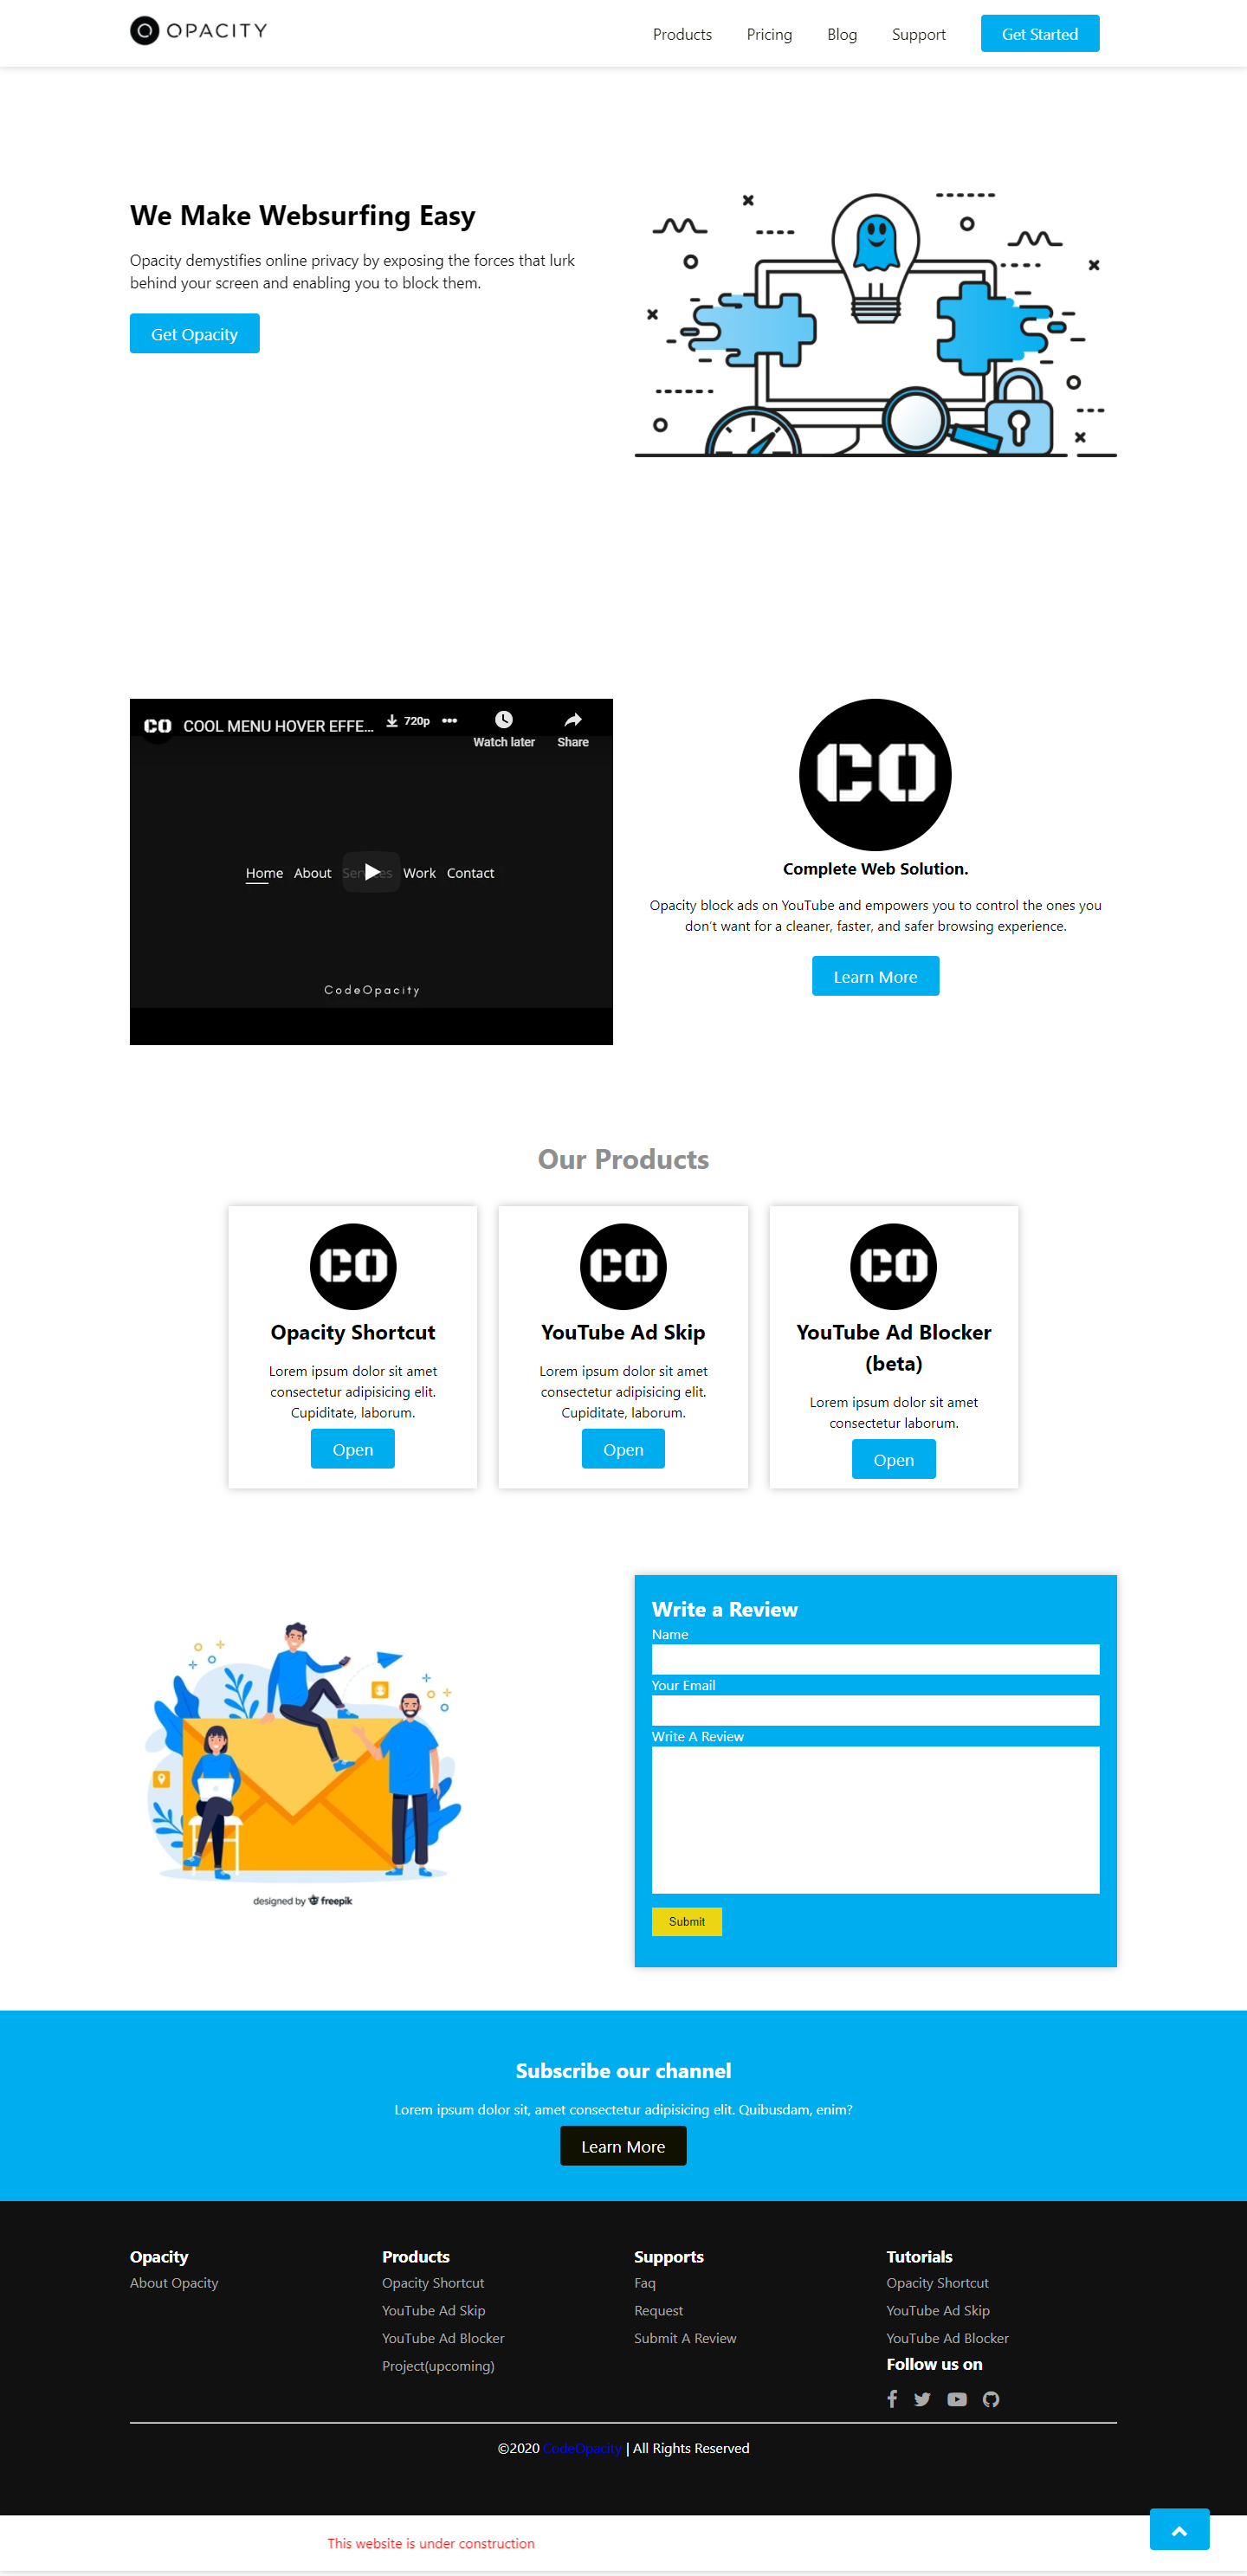 OPACITY
Products Pricing Blog Support Get Started
We Make Websurfing Easy
Opacity demystifies online privacy by exposing the forces that lurk
behind your screen and enabling you to block them.
Get Opacity
CO COOL MENU HOVER EFFE... 720p
Watch later Share
Home About Services Work Contact
CodeOpacity
CO
Complete Web Solution.
Opacity block ads on YouTube and empowers you to control the ones you
don't want for a cleaner, faster, and safer browsing experience.
Learn More
Our Products
CO
Opacity Shortcut
Lorem ipsum dolor sit amet
consectetur adipisicing elit.
Cupiditate, laborum.
Open
CO
YouTube Ad Skip
Lorem ipsum dolor sit amet
consectetur adipisicing elit.
Cupiditate, laborum.
Open
CO
YouTube Ad Blocker
(beta)
Lorem ipsum dolor sit amet
consectetur laborum.
Open
designed by freepik
Write a Review
Name
Your Email
Write A Review
Submit
Subscribe our channel
Lorem ipsum dolor sit, amet consectetur adipisicing elit. Quibusdam, enim?
Learn More
Opacity
About Opacity
Products
Opacity Shortcut
YouTube Ad Skip
YouTube Ad Blocker
Project(upcoming)
Supports
Faq
Request
Submit A Review
Tutorials
Opacity Shortcut
YouTube Ad Skip
YouTube Ad Blocker
Follow us on
©2020 CodeOpacity | All Rights Reserved
This website is under construction